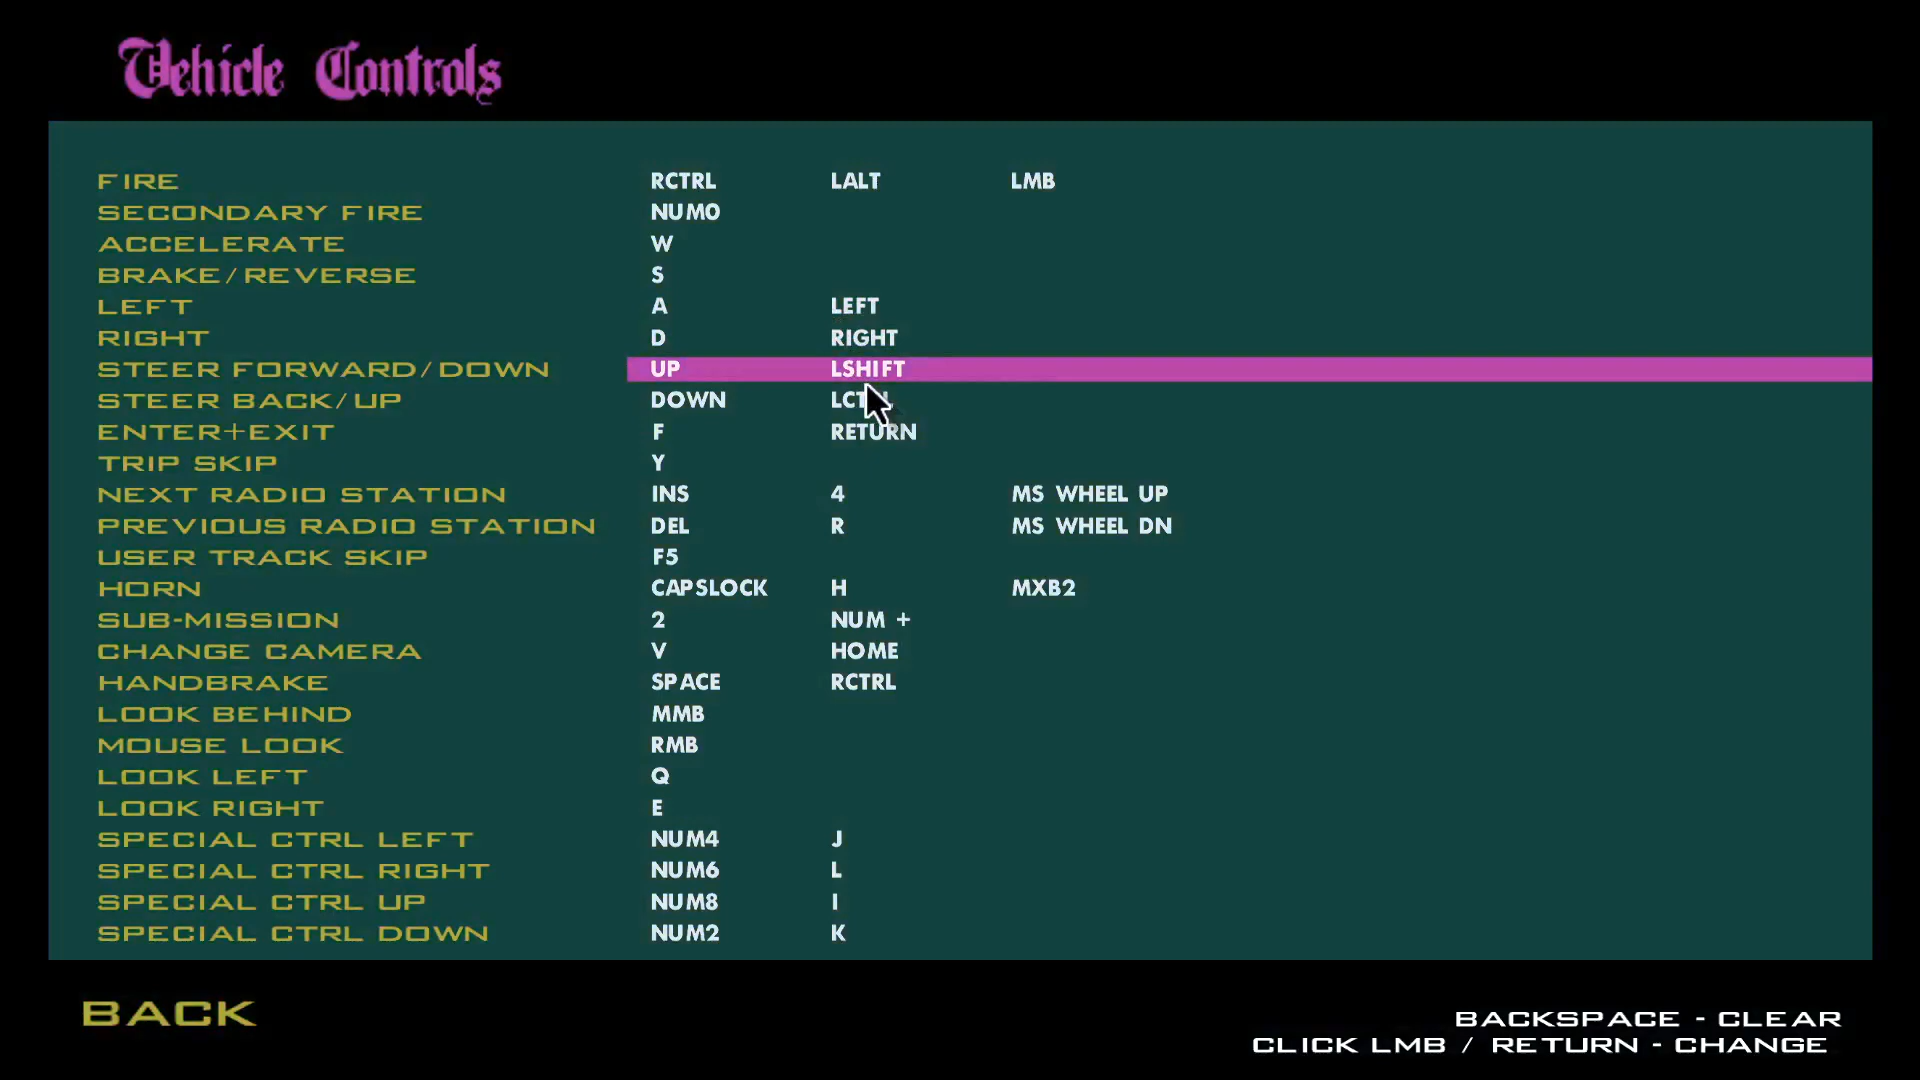 Vehicle Controls
FIRE RCTRL LALT LMB
SECONDARY FIRE NUM0
ACCELERATE W
BRAKE/REVERSE S
LEFT A LEFT
RIGHT D RIGHT
STEER FORWARD/DOWN UP LSHIFT
STEER BACK/UP DOWN LCTRL
ENTER+EXIT F RETURN
TRIP SKIP Y
NEXT RADIO STATION INS 4 MS WHEEL UP
PREVIOUS RADIO STATION DEL R MS WHEEL DN
USER TRACK SKIP F5
HORN CAPSLOCK H MXB2
SUB-MISSION 2 NUM +
CHANGE CAMERA V HOME
HANDBRAKE SPACE RCTRL
LOOK BEHIND MMB
MOUSE LOOK RMB
LOOK LEFT Q
LOOK RIGHT E
SPECIAL CTRL LEFT NUM4 J
SPECIAL CTRL RIGHT NUM6 L
SPECIAL CTRL UP NUM8 I
SPECIAL CTRL DOWN NUM2 K
BACK
BACKSPACE - CLEAR
CLICK LMB / RETURN - CHANGE